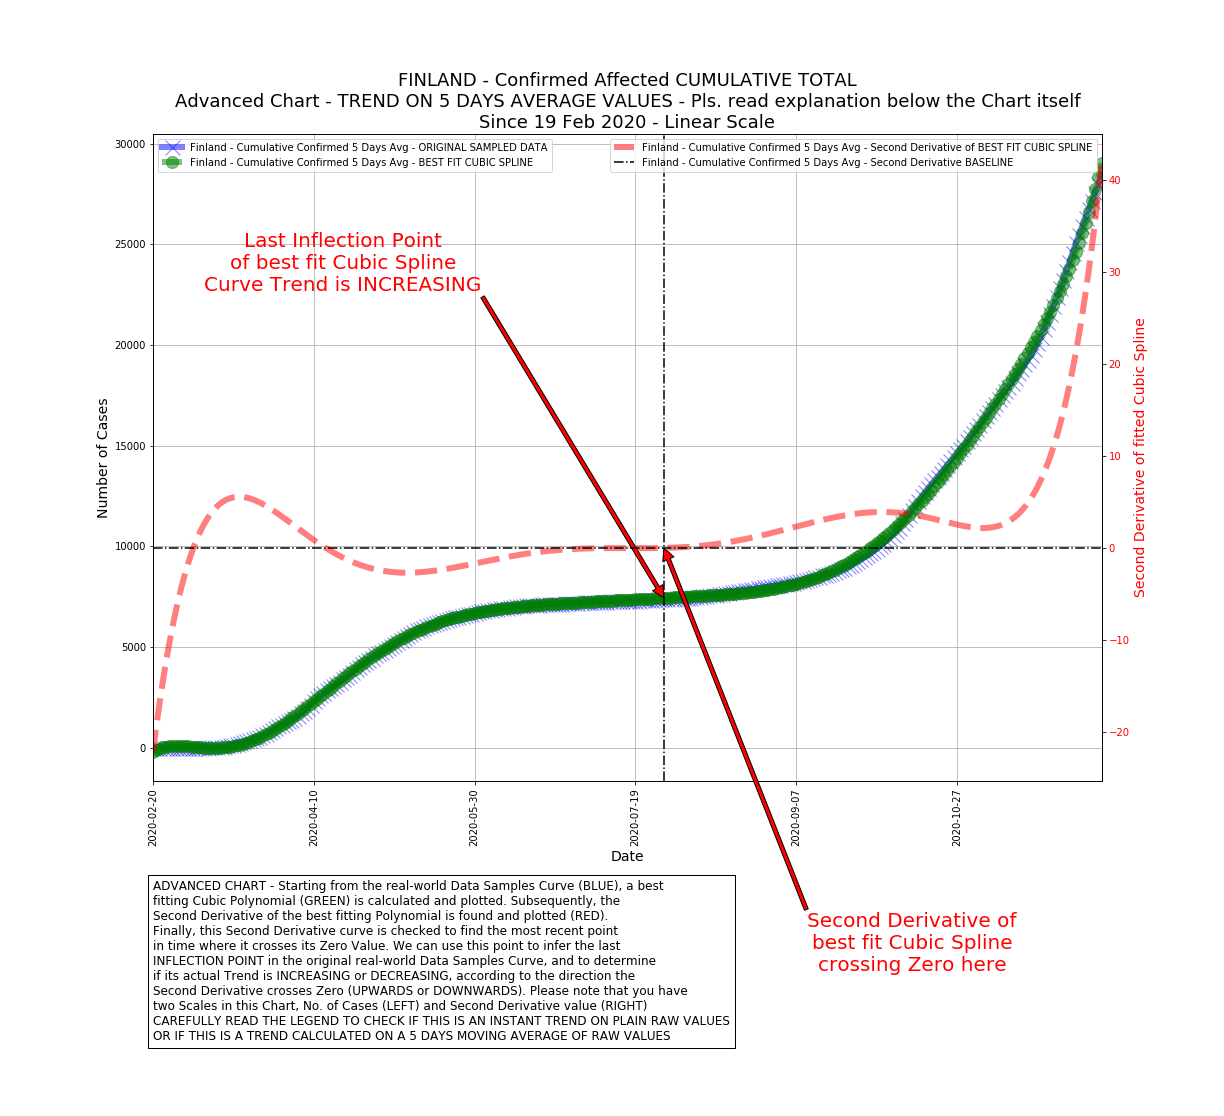 FINLAND - Confirmed Affected CUMULATIVE TOTAL
Advanced Chart - TREND ON 5 DAYS AVERAGE VALUES - Pls. read explanation below the Chart itself
Since 19 Feb 2020 - Linear Scale
Finland - Cumulative Confirmed 5 Days Avg - ORIGINAL SAMPLED DATA
Finland - Cumulative Confirmed 5 Days Avg - BEST FIT CUBIC SPLINE
Finland - Cumulative Confirmed 5 Days Avg - Second Derivative of BEST FIT CUBIC SPLINE
Finland - Cumulative Confirmed 5 Days Avg - Second Derivative BASELINE
Last Inflection Point
of best fit Cubic Spline
Curve Trend is INCREASING
Number of Cases
30000
25000
20000
15000
10000
5000
0
40
30
20
10
0
−10
−20
Second Derivative of fitted Cubic Spline
2020-02-20
2020-04-10
2020-05-30
2020-07-19
2020-09-07
2020-10-27
Date
Second Derivative of
best fit Cubic Spline
crossing Zero here
ADVANCED CHART - Starting from the real-world Data Samples Curve (BLUE), a best
fitting Cubic Polynomial (GREEN) is calculated and plotted. Subsequently, the
Second Derivative of the best fitting Polynomial is found and plotted (RED).
Finally, this Second Derivative curve is checked to find the most recent point
in time where it crosses its Zero Value. We can use this point to infer the last
INFLECTION POINT in the original real-world Data Samples Curve, and to determine
if its actual Trend is INCREASING or DECREASING, according to the direction the
Second Derivative crosses Zero (UPWARDS or DOWNWARDS). Please note that you have
two Scales in this Chart, No. of Cases (LEFT) and Second Derivative value (RIGHT)
CAREFULLY READ THE LEGEND TO CHECK IF THIS IS AN INSTANT TREND ON PLAIN RAW VALUES
OR IF THIS IS A TREND CALCULATED ON A 5 DAYS MOVING AVERAGE OF RAW VALUES